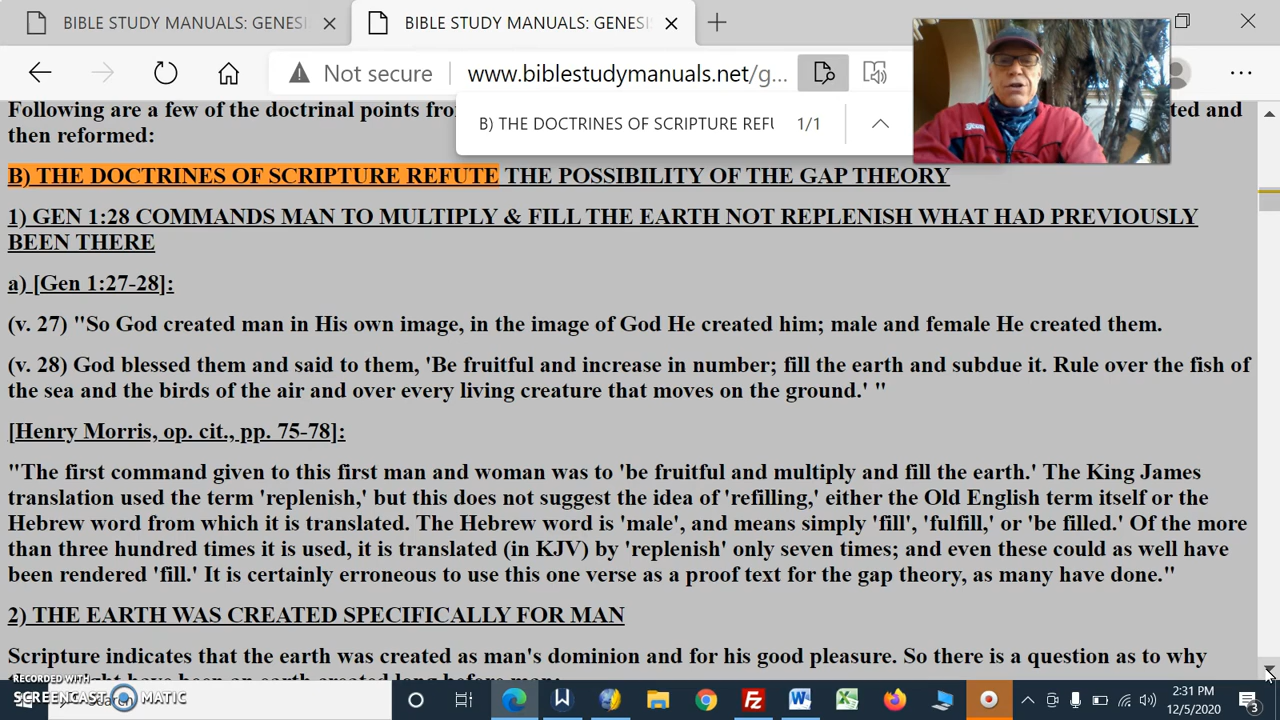 BIBLE STUDY MANUALS: GENESI
BIBLE STUDY MANUALS: GENESI
Not secure
www.biblestudymanuals.net/g...
Following are a few of the doctrinal points fro
ted and
B) THE DOCTRINES OF SCRIPTURE REFU
1/1
then reformed:
B) THE DOCTRINES OF SCRIPTURE REFUTE THE POSSIBILITY OF THE GAP THEORY
1) GEN 1:28 COMMANDS MAN TO MULTIPLY & FILL THE EARTH NOT REPLENISH WHAT HAD PREVIOUSLY
BEEN THERE
a) [Gen 1:27-28]:
(v. 27) "So God created man in His own image, in the image of God He created him; male and female He created them.
(v. 28) God blessed them and said to them, 'Be fruitful and increase in number; fill the earth and subdue it. Rule over the fish of
the sea and the birds of the air and over every living creature that moves on the ground.' "
[Henry Morris, op. cit., pp. 75-78]:
"The first command given to this first man and woman was to 'be fruitful and multiply and fill the earth.' The King James
translation used the term 'replenish,' but this does not suggest the idea of 'refilling,' either the Old English term itself or the
Hebrew word from which it is translated. The Hebrew word is 'male', and means simply 'fill', 'fulfill,' or 'be filled.' Of the more
than three hundred times it is used, it is translated (in KJV) by 'replenish' only seven times; and even these could as well have
been rendered 'fill.' It is certainly erroneous to use this one verse as a proof text for the gap theory, as many have done."
2) THE EARTH WAS CREATED SPECIFICALLY FOR MAN
Scripture indicates that the earth was created as man's dominion and for his good pleasure. So there is a question as to why
RECORDED WITH
SCREENCAST MATIC
Search
2:31 PM
12/5/2020
3